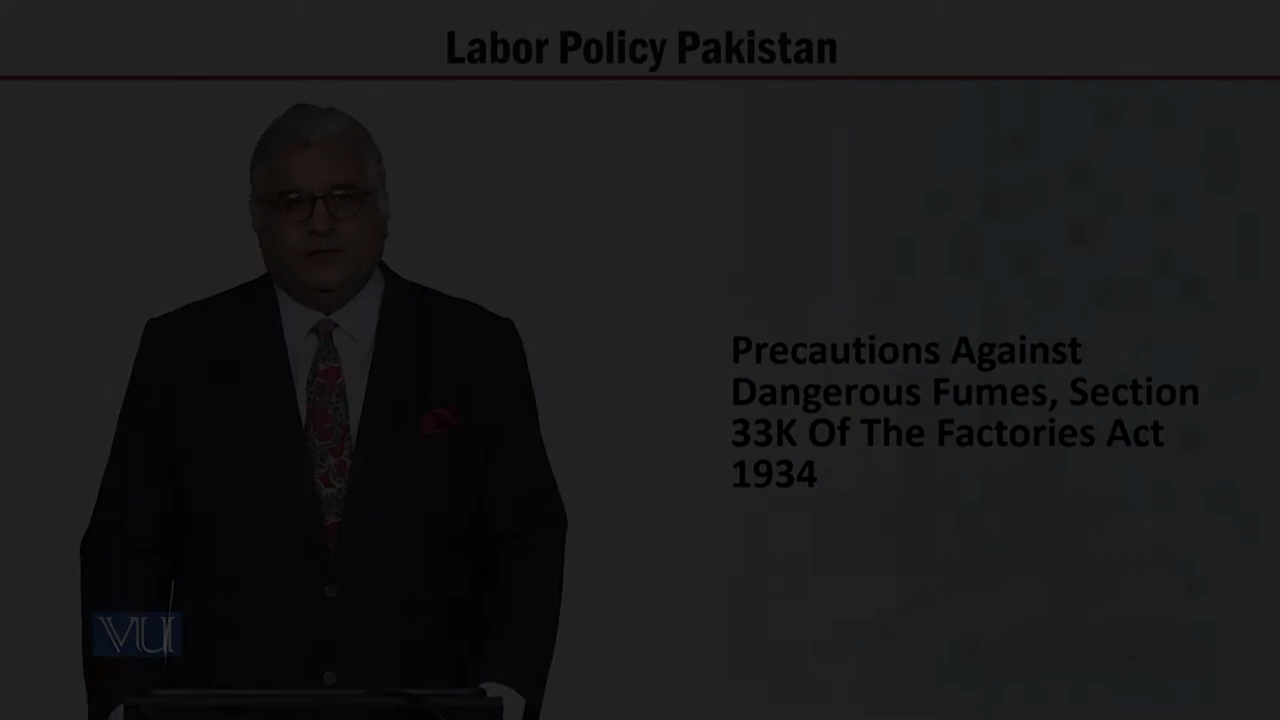 Labor Policy Pakistan
Precautions Against
Dangerous Fumes, Section
33K Of The Factories Act
1934
VU